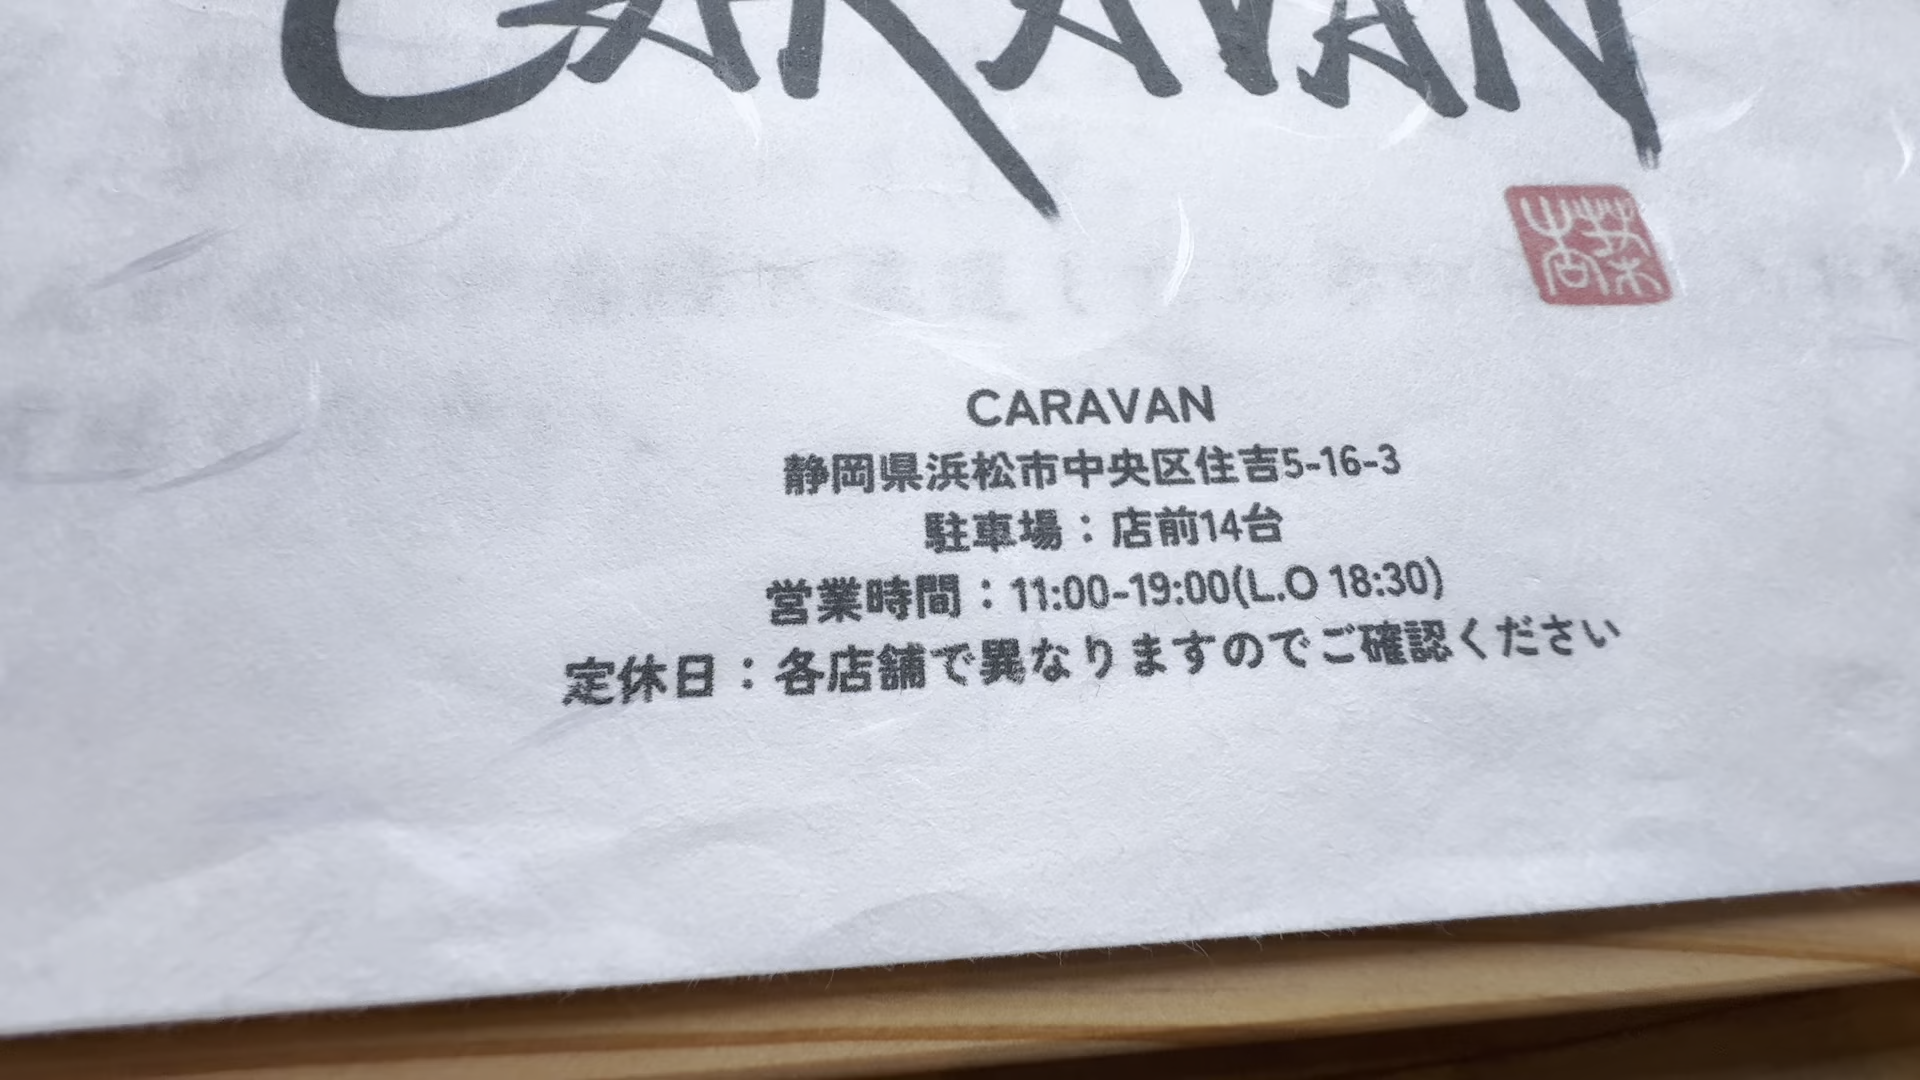 CARAVAN
CARAVAN
静岡県浜松市中央区住吉5-16-3
駐車場：店前14台
営業時間：11:00-19:00(L.O 18:30)
定休日：各店舗で異なりますのでご確認ください